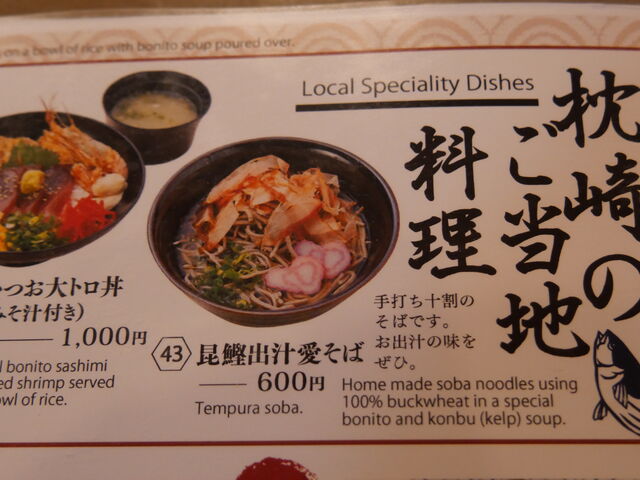 on a bowl of rice with bonito soup poured over.
Local Speciality Dishes
枕崎の
ご当地
料理
つお大トロ丼
み そ汁付き)
1,000円
bonito sashimi
ed shrimp served
owl of rice.
43 昆鰹出汁愛そば
600円
Tempura soba.
手打ち十割の
そばです。
お出汁の味を
ぜひ。
Home made soba noodles using
100% buckwheat in a special
bonito and konbu (kelp) soup.